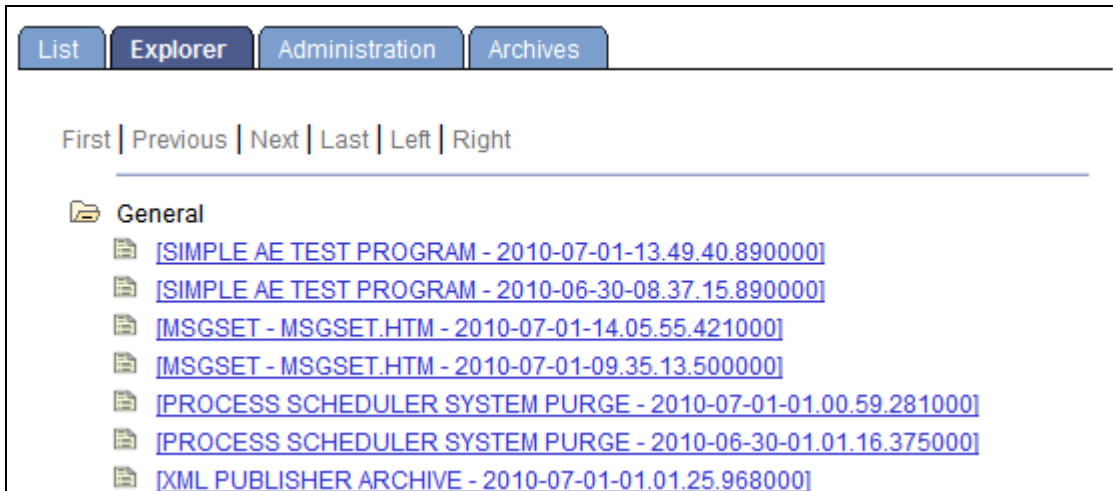 List Explorer Administration Archives
First | Previous | Next | Last | Left | Right
General
[SIMPLE AE TEST PROGRAM - 2010-07-01-13.49.40.890000]
[SIMPLE AE TEST PROGRAM - 2010-06-30-08.37.15.890000]
[MSGSET - MSGSET.HTM - 2010-07-01-14.05.55.421000]
[MSGSET - MSGSET.HTM - 2010-07-01-09.35.13.500000]
[PROCESS SCHEDULER SYSTEM PURGE - 2010-07-01-01.00.59.281000]
[PROCESS SCHEDULER SYSTEM PURGE - 2010-06-30-01.01.16.375000]
[XML PUBLISHER ARCHIVE - 2010-07-01-01.01.25.968000]